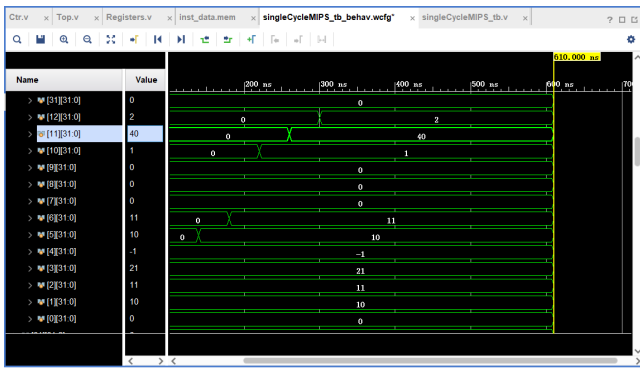 Ctr.v × Top.v × Registers.v × inst_data.mem × singleCycleMIPS_tb_behav.wcfg* × singleCycleMIPS_tb.v × ? □
610.000 ns
Name Value
200 ns 300 ns 400 ns 500 ns 600 ns 700
[31][31:0] 0 0
[12][31:0] 2 0 2
[11][31:0] 40 0 40
[10][31:0] 1 0 1
[9][31:0] 0 0
[8][31:0] 0 0
[7][31:0] 0 0
[6][31:0] 11 0 11
[5][31:0] 10 0 10
[4][31:0] -1 -1
[3][31:0] 21 21
[2][31:0] 11 11
[1][31:0] 10 10
[0][31:0] 0 0